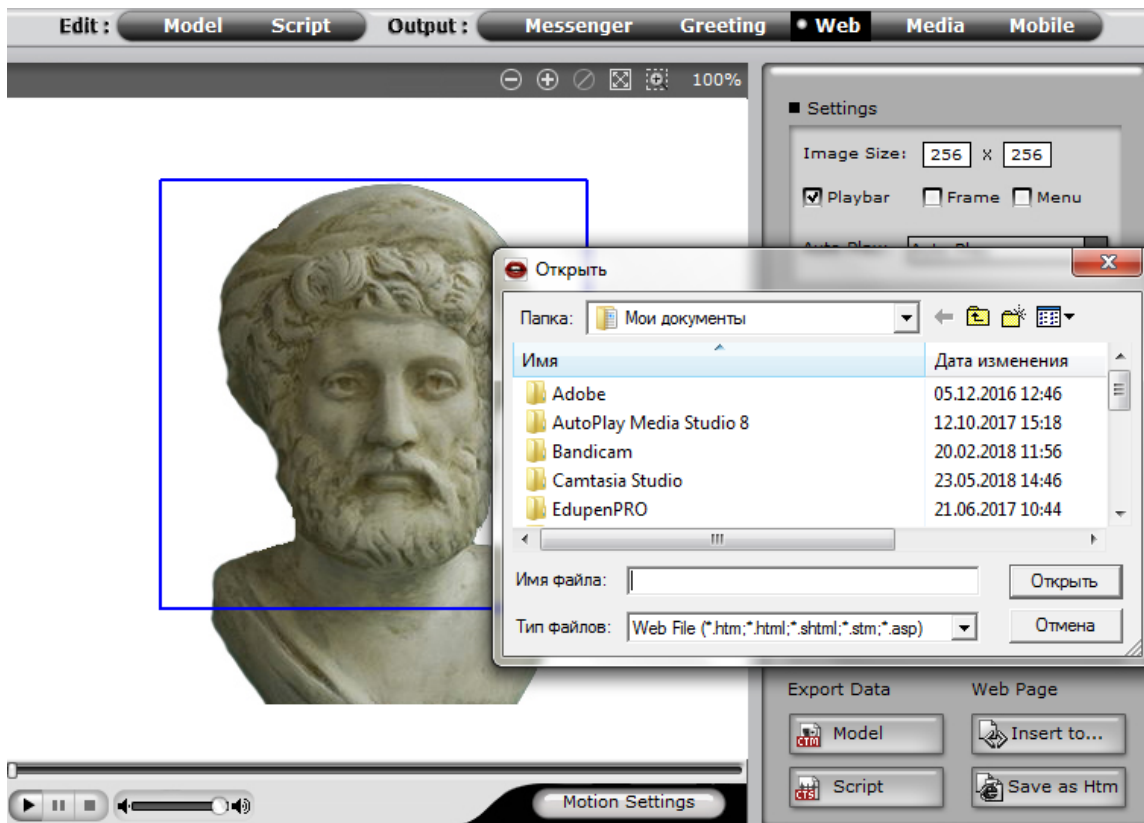 Edit : Model Script Output : Messenger Greeting Web Media Mobile
100%
Settings
Image Size: 256 X 256
Playbar Frame Menu
Открыть
Папка: Мои документы
Имя Дата изменения
Adobe 05.12.2016 12:46
AutoPlay Media Studio 8 12.10.2017 15:18
Bandicam 20.02.2018 11:56
Camtasia Studio 23.05.2018 14:46
EdupenPRO 21.06.2017 10:44
Имя файла: Открыть
Тип файлов: Web File (*.htm;*.html;*.shtml;*.stm;*.asp) Отмена
Export Data Web Page
CTM Model Insert to...
CTS Script Save as Htm
Motion Settings